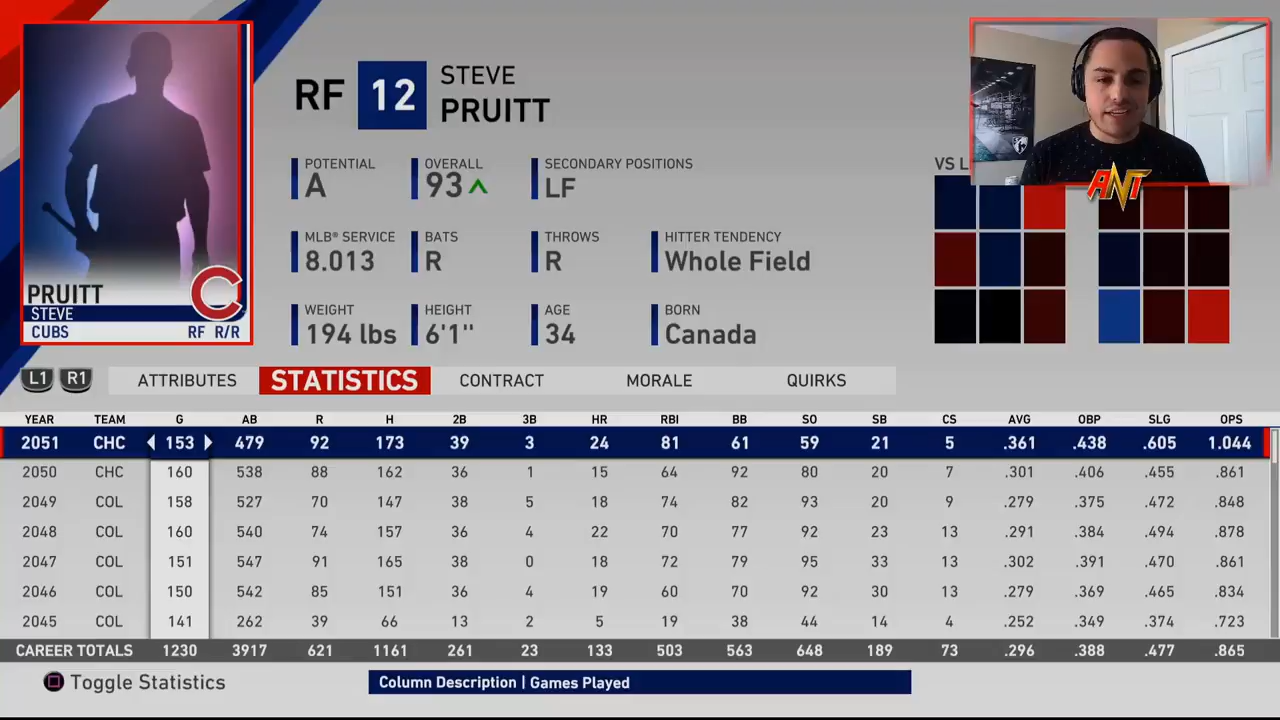 RF 12 STEVE PRUITT
POTENTIAL A
OVERALL 93
SECONDARY POSITIONS LF
MLB® SERVICE 8.013
BATS R
THROWS R
HITTER TENDENCY Whole Field
WEIGHT 194 lbs
HEIGHT 6'1"
AGE 34
BORN Canada
PRUITT
STEVE
CUBS RF R/R
C
VS L
ANT
L1 R1 ATTRIBUTES STATISTICS CONTRACT MORALE QUIRKS
YEAR TEAM G AB R H 2B 3B HR RBI BB SO SB CS AVG OBP SLG OPS
2051 CHC 153 479 92 173 39 3 24 81 61 59 21 5 .361 .438 .605 1.044
2050 CHC 160 538 88 162 36 1 15 64 92 80 20 7 .301 .406 .455 .861
2049 COL 158 527 70 147 38 5 18 74 82 93 20 9 .279 .375 .472 .848
2048 COL 160 540 74 157 36 4 22 70 77 92 23 13 .291 .384 .494 .878
2047 COL 151 547 91 165 38 0 18 72 79 95 33 13 .302 .391 .470 .861
2046 COL 150 542 85 151 36 4 19 60 70 92 30 13 .279 .369 .465 .834
2045 COL 141 262 39 66 13 2 5 19 38 44 14 4 .252 .349 .374 .723
CAREER TOTALS 1230 3917 621 1161 261 23 133 503 563 648 189 73 .296 .388 .477 .865
Toggle Statistics
Column Description | Games Played